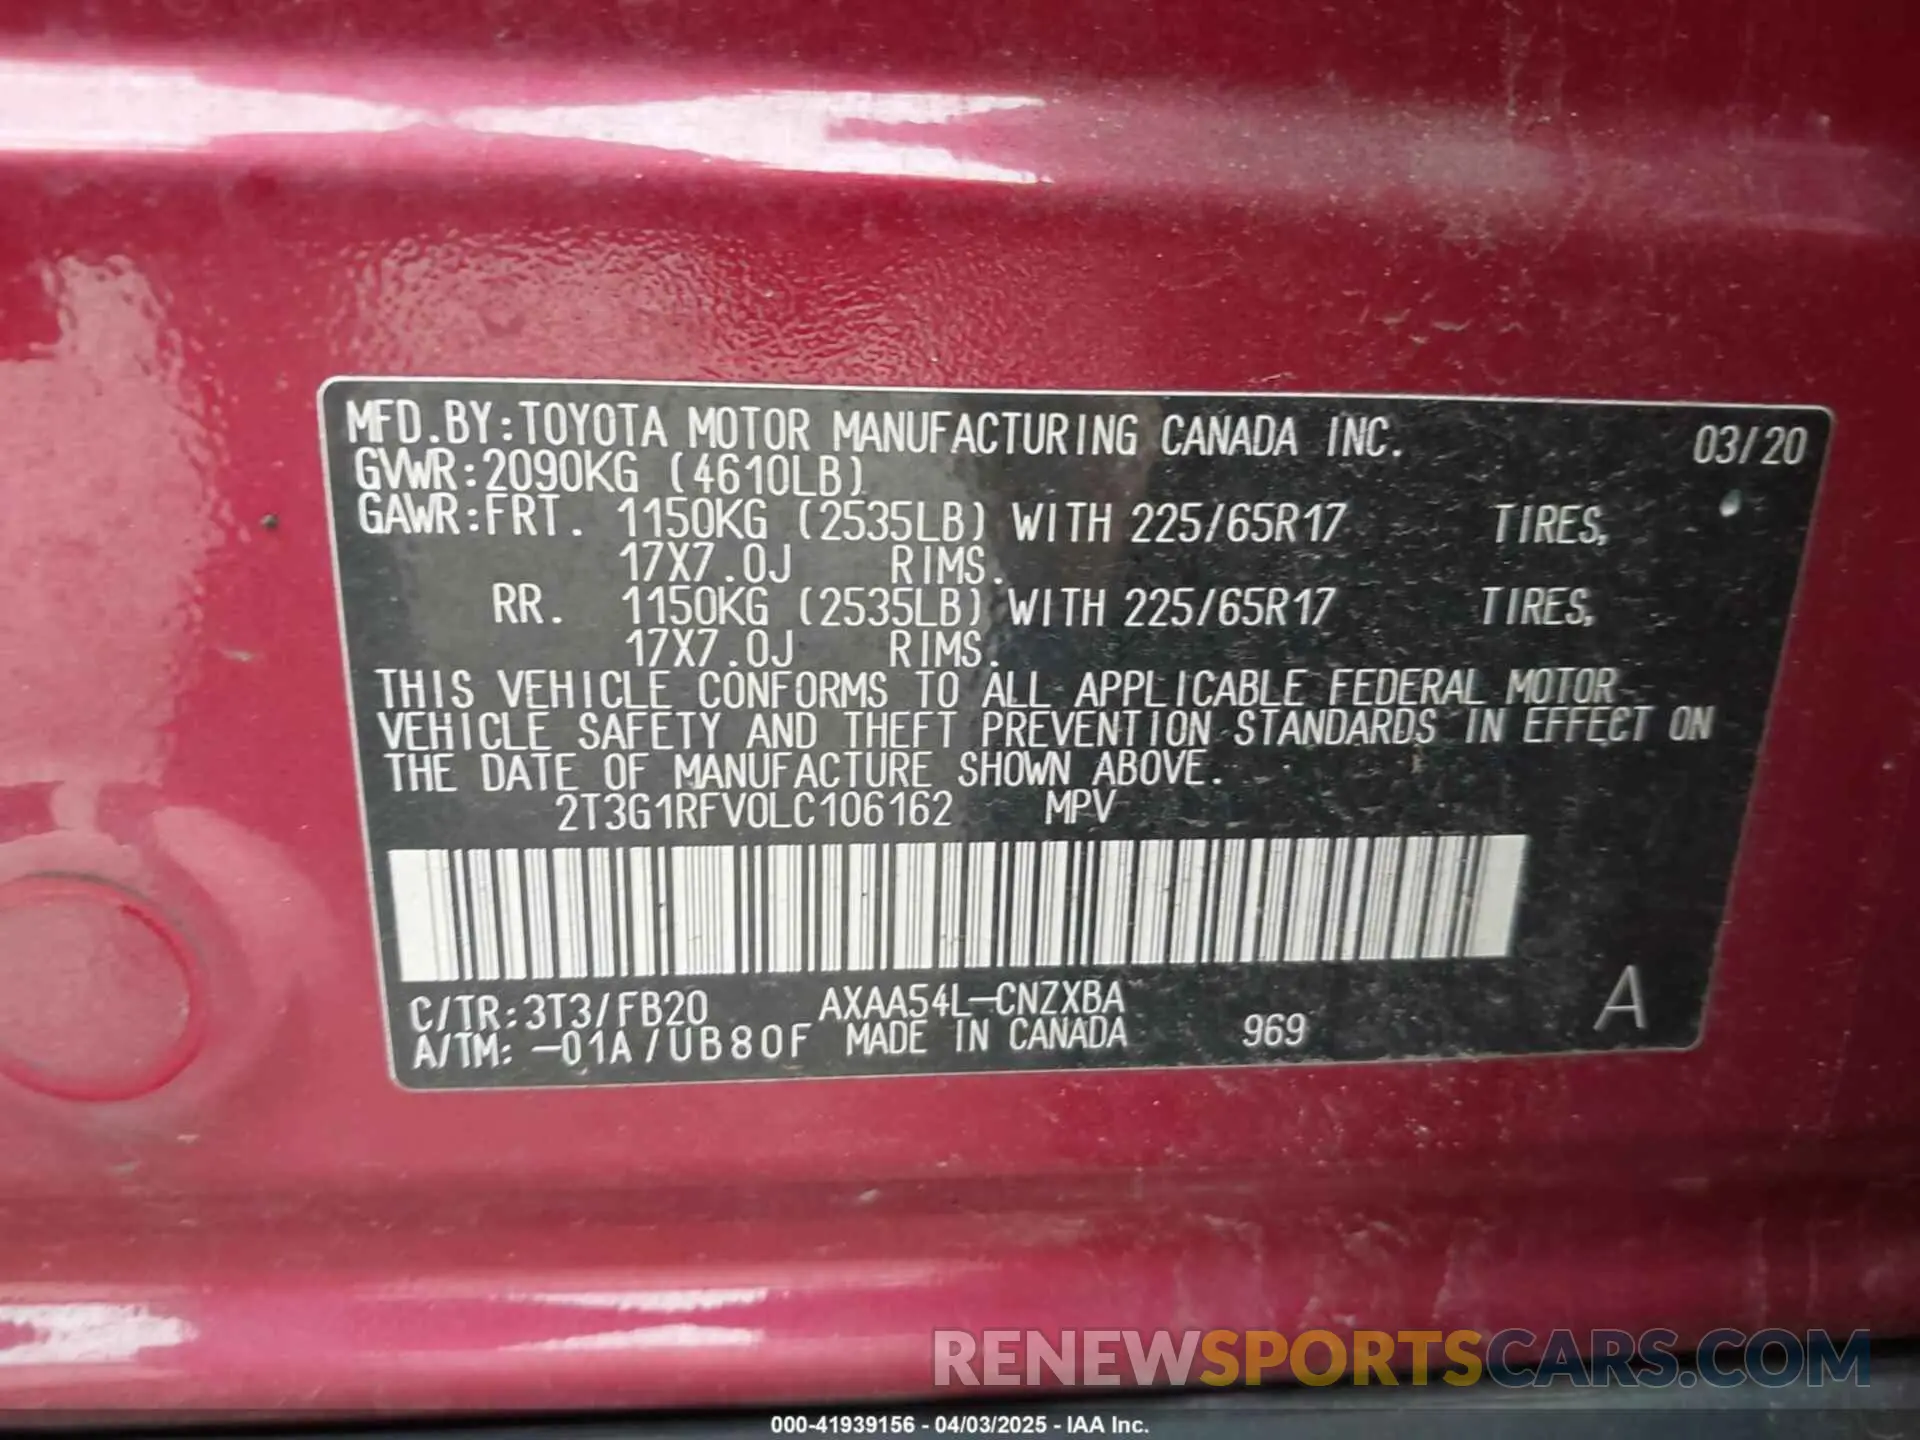 MFD.BY:TOYOTA MOTOR MANUFACTURING CANADA INC. 03/20
GVWR:2090KG (4610LB)
GAWR:FRT. 1150KG (2535LB) WITH 225/65R17 TIRES,
17X7.0J RIMS.
RR. 1150KG (2535LB) WITH 225/65R17 TIRES,
17X7.0J RIMS.
THIS VEHICLE CONFORMS TO ALL APPLICABLE FEDERAL MOTOR
VEHICLE SAFETY AND THEFT PREVENTION STANDARDS IN EFFECT ON
THE DATE OF MANUFACTURE SHOWN ABOVE.
2T3G1RFV0LC106162 MPV
C/TR:3T3/FB20 AXAA54L-CNZXBA A
A/TM:-01A/UB80F MADE IN CANADA 969
RENEWSPORTSCARS.COM
000-41939156 - 04/03/2025 - IAA Inc.